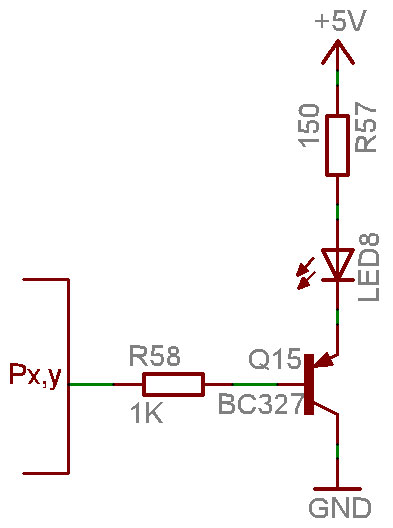 +5V
150
R57
LED8
Px,y
R58
1K
Q15
BC327
GND